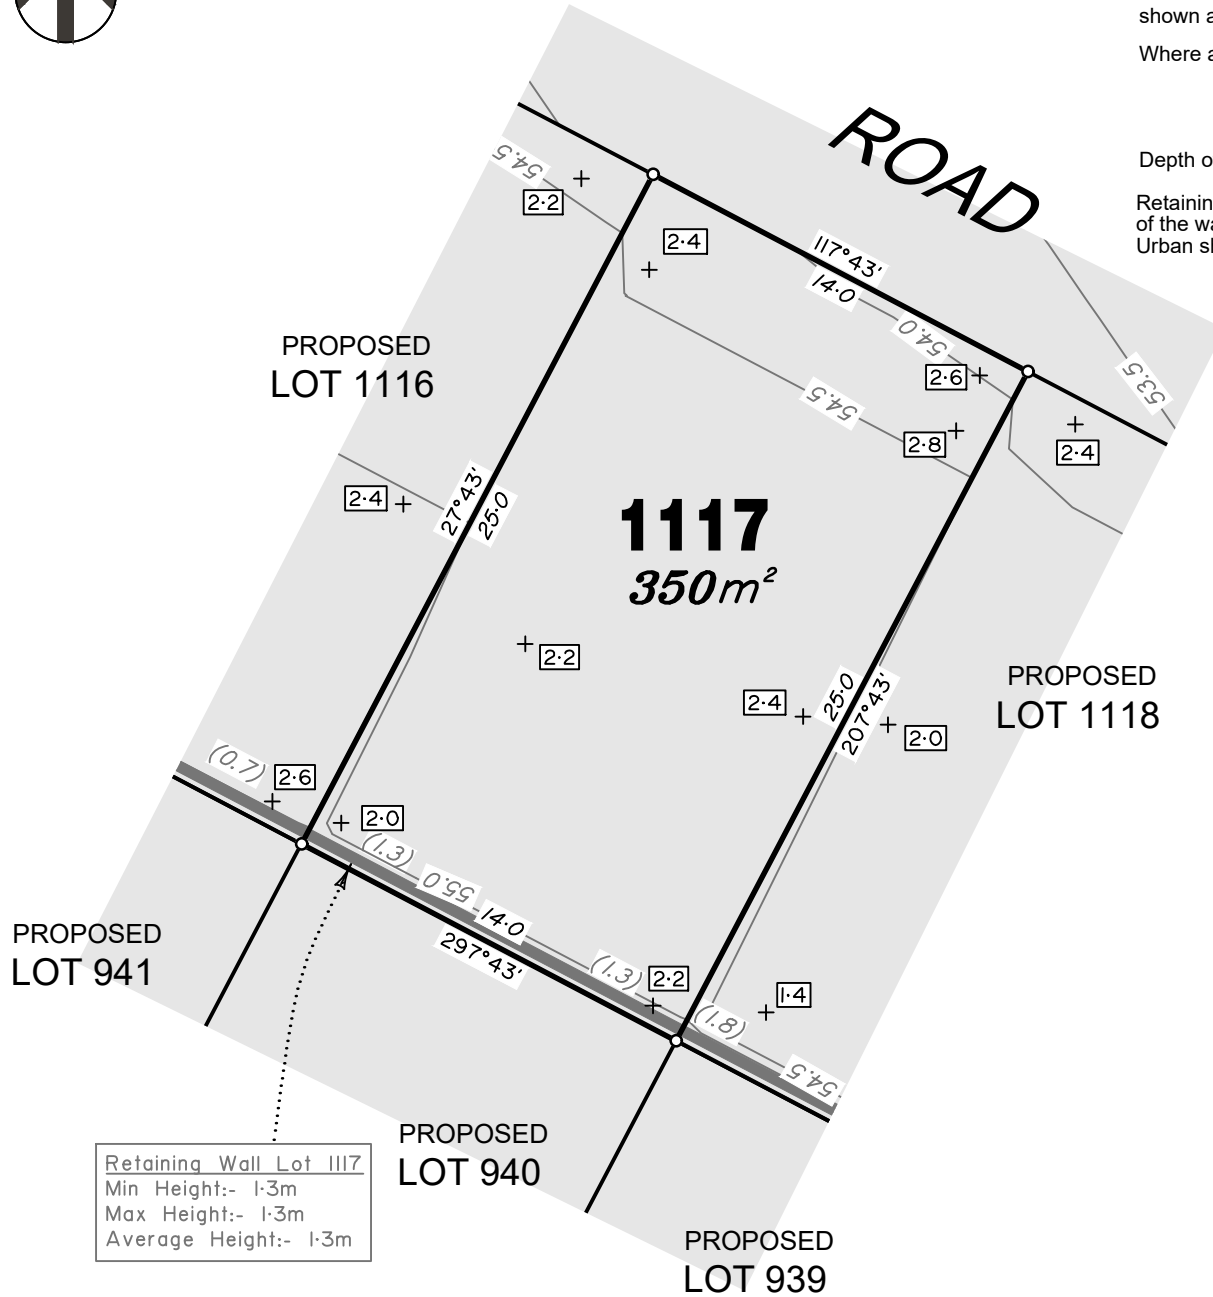 shown a
Where a
Depth o
Retainin
of the wa
Urban sl
ROAD
54.5
2·2
2·4
117°43'
14·0
54.0
2·6
53.5
PROPOSED
LOT 1116
54.5
2·8
2·4
2·4
27°43'
25·0
1117
350m²
2·2
PROPOSED
LOT 1118
2·4
25·0
207°43'
2·0
(0.7)
2·6
2·0
(1.3)
55.0
14·0
297°43'
(1.3)
2·2
1·4
(1.8)
54.5
PROPOSED
LOT 941
PROPOSED
LOT 940
Retaining Wall Lot 1117
Min Height:- 1·3m
Max Height:- 1·3m
Average Height:- 1·3m
PROPOSED
LOT 939